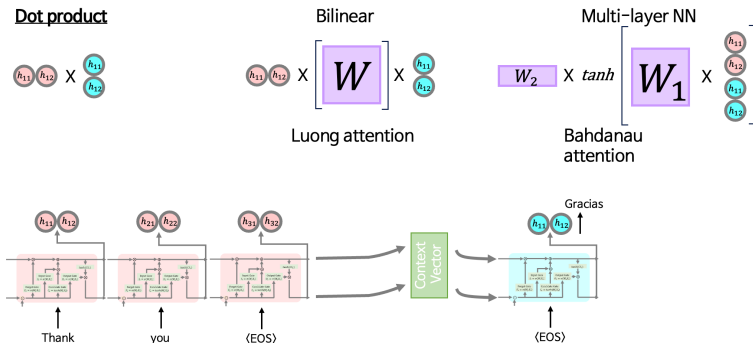 Dot product
Bilinear
Multi-layer NN
h₁₁ h₁₂ X h₁₁ h₁₂
h₁₁ h₁₂ X [ W ] X h₁₁ h₁₂
W₂ X tanh [ W₁ X h₁₁ h₁₂ h₁₁ h₁₂ ]
Luong attention
Bahdanau
attention
h₁₁ h₁₂
h₂₁ h₂₂
h₃₁ h₃₂
h₁₁ h₁₂
Gracias
Context
Vector
Thank
you
⟨EOS⟩
⟨EOS⟩